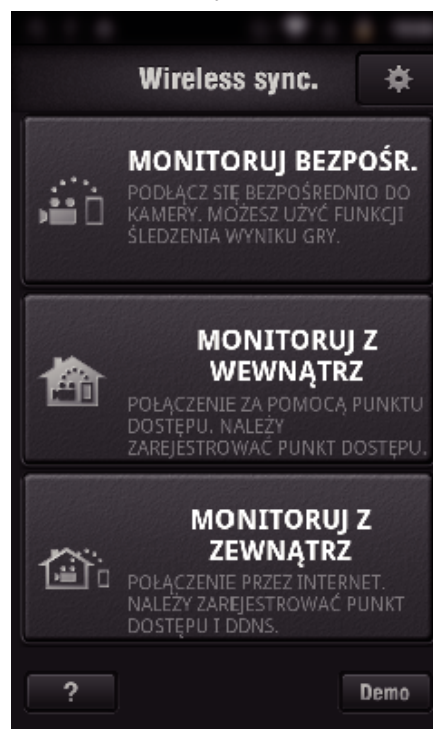 Wireless sync.
MONITORUJ BEZPOŚR.
PODŁĄCZ SIĘ BEZPOŚREDNIO DO
KAMERY. MOŻESZ UŻYĆ FUNKCJI
ŚLEDZENIA WYNIKU GRY.
MONITORUJ Z
WEWNĄTRZ
POŁĄCZENIE ZA POMOCĄ PUNKTU
DOSTĘPU. NALEŻY
ZAREJESTROWAĆ PUNKT DOSTĘPU.
MONITORUJ Z
ZEWNĄTRZ
POŁĄCZENIE PRZEZ INTERNET.
NALEŻY ZAREJESTROWAĆ PUNKT
DOSTĘPU I DDNS.
?
Demo